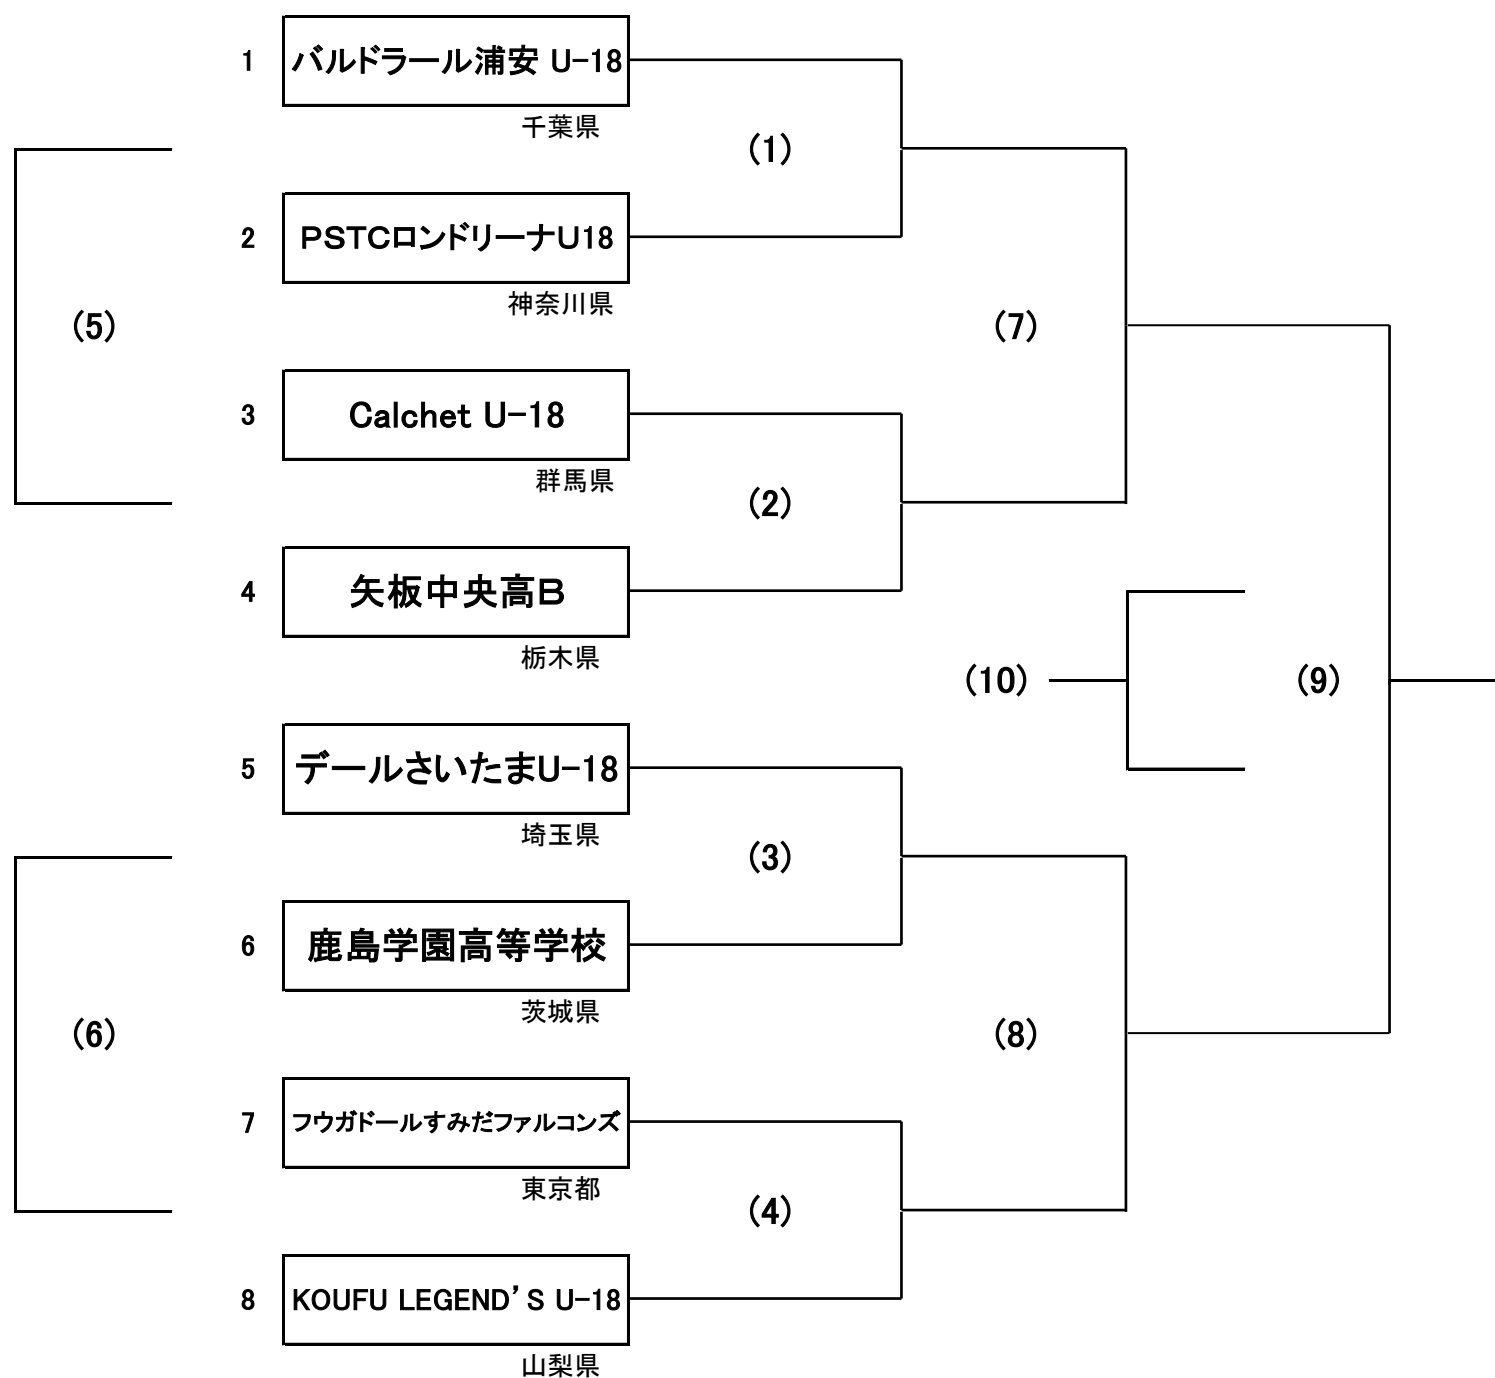 1 バルドラール浦安 U-18
千葉県
(1)
2 PSTCロンドリーナU18
神奈川県
(5)
(7)
3 Calchet U-18
群馬県
(2)
4 矢板中央高B
栃木県
(10)
(9)
5 デールさいたまU-18
埼玉県
(3)
6 鹿島学園高等学校
茨城県
(6)
(8)
7 フウガドールすみだファルコンズ
東京都
(4)
8 KOUFU LEGEND’S U-18
山梨県